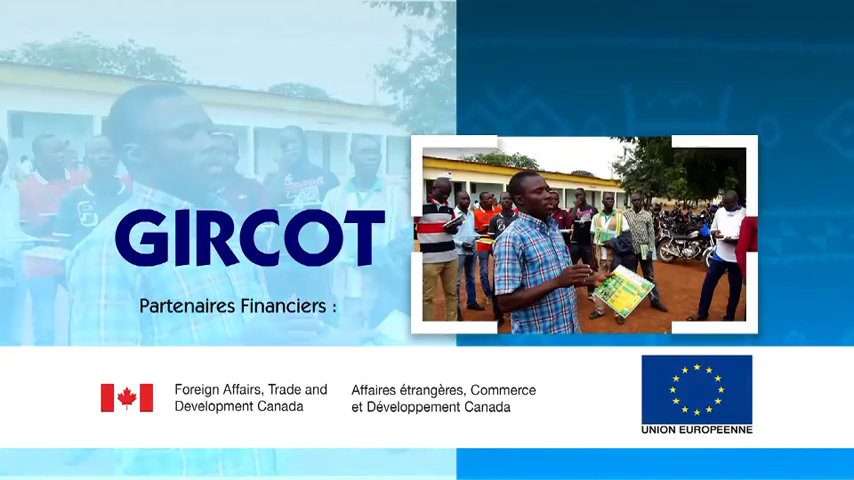 GIRCOT
Partenaires Financiers :
Foreign Affairs, Trade and
Development Canada
Affaires étrangères, Commerce
et Développement Canada
UNION EUROPEENNE